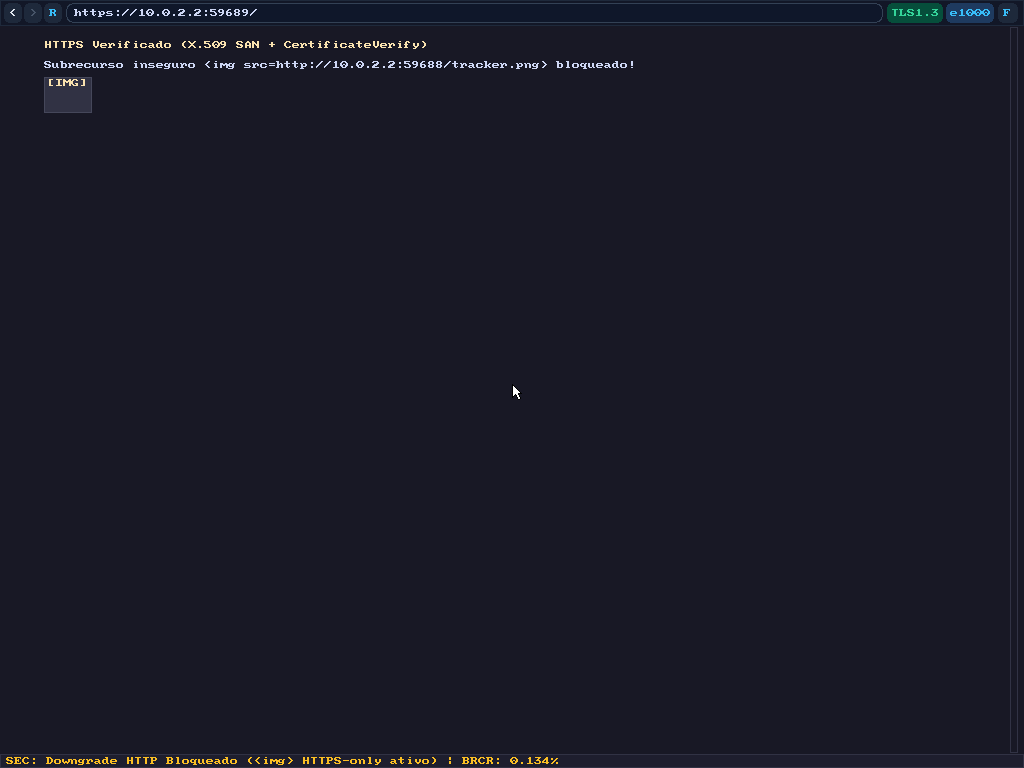 < > R https://10.0.2.2:59689/ TLS1.3 e1000 F
HTTPS Verificado (X.509 SAN + CertificateVerify)
Subrecurso inseguro <img src=http://10.0.2.2:59688/tracker.png> bloqueado!
[IMG]
SEC: Downgrade HTTP Bloqueado (<img> HTTPS-only ativo) | BRCR: 0.134%